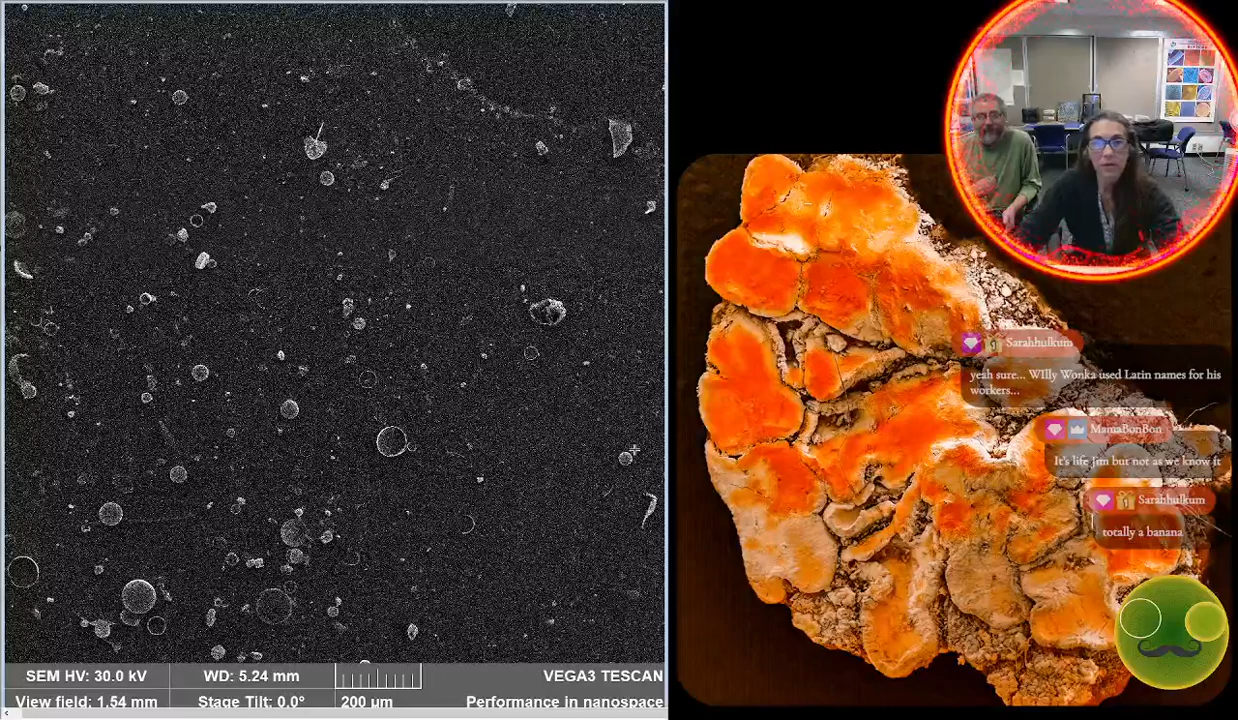 SEM HV: 30.0 kV
WD: 5.24 mm
VEGA3 TESCAN
View field: 1.54 mm
Stage Tilt: 0.0°
200 µm
Performance in nanospace
Sarahhulkum
yeah sure... WIlly Wonka used Latin names for his
workers...
MamaBonBon
It's life Jim but not as we know it
1 Sarahhulkum
totally a banana